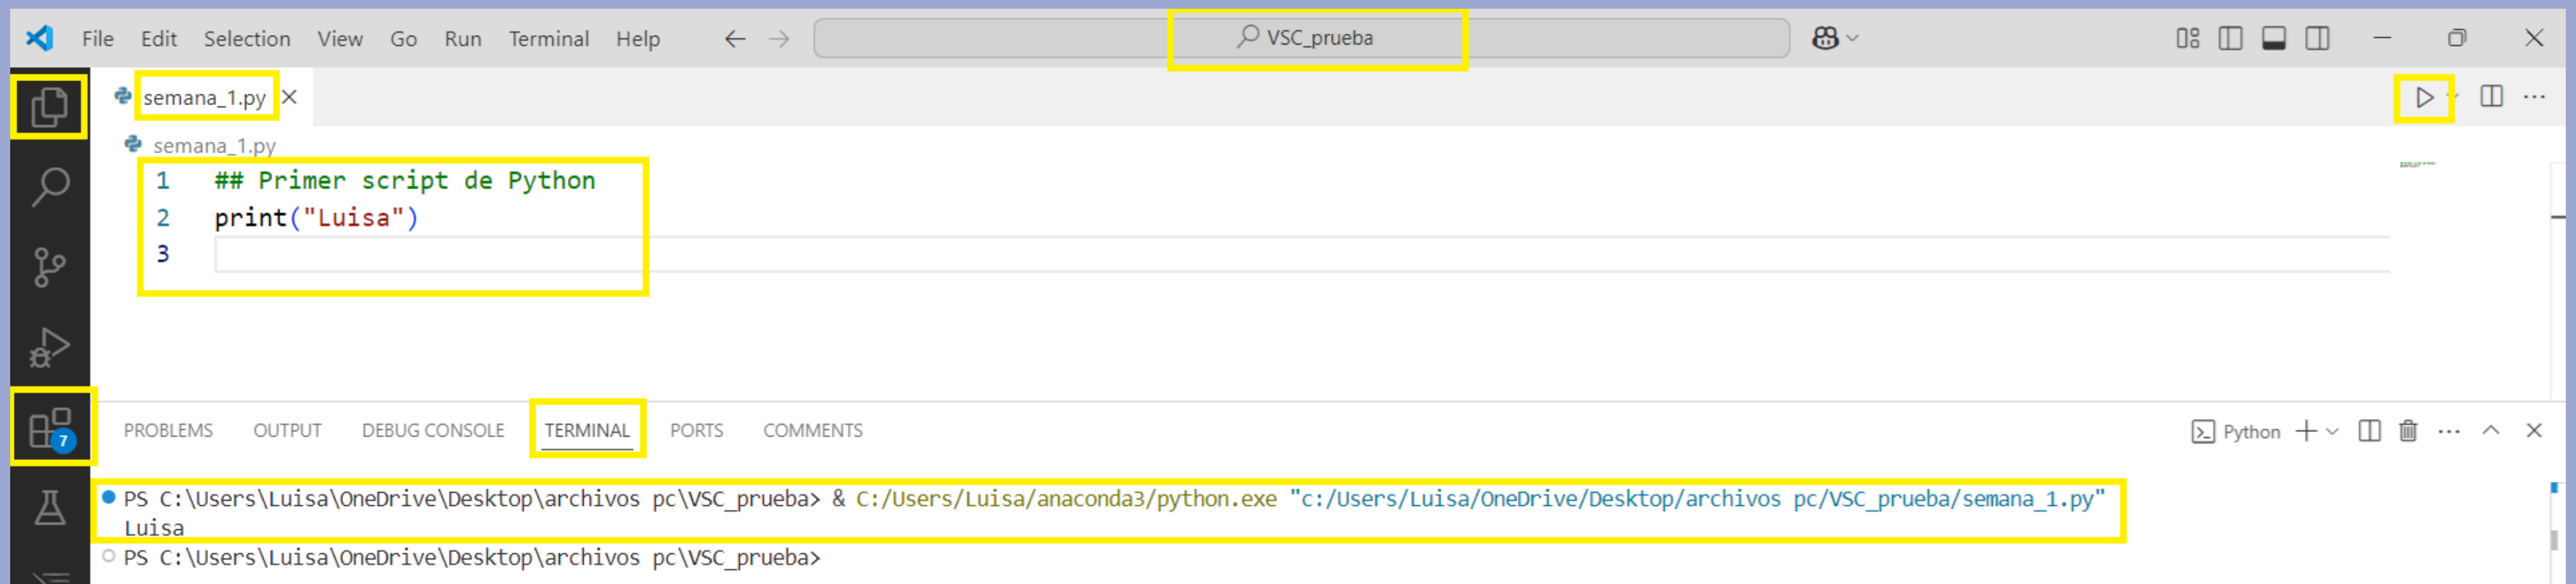 File Edit Selection View Go Run Terminal Help VSC_prueba
semana_1.py
semana_1.py
1 ## Primer script de Python
2 print("Luisa")
3
7
PROBLEMS OUTPUT DEBUG CONSOLE TERMINAL PORTS COMMENTS Python
PS C:\Users\Luisa\OneDrive\Desktop\archivos pc\VSC_prueba> & C:/Users/Luisa/anaconda3/python.exe "c:/Users/Luisa/OneDrive/Desktop/archivos pc/VSC_prueba/semana_1.py"
Luisa
PS C:\Users\Luisa\OneDrive\Desktop\archivos pc\VSC_prueba>